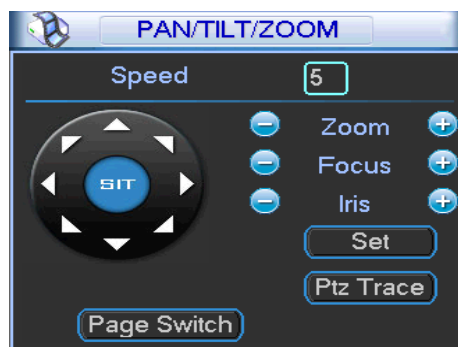 PAN/TILT/ZOOM
Speed 5
Zoom
Focus
SIT
Iris
Set
Ptz Trace
Page Switch